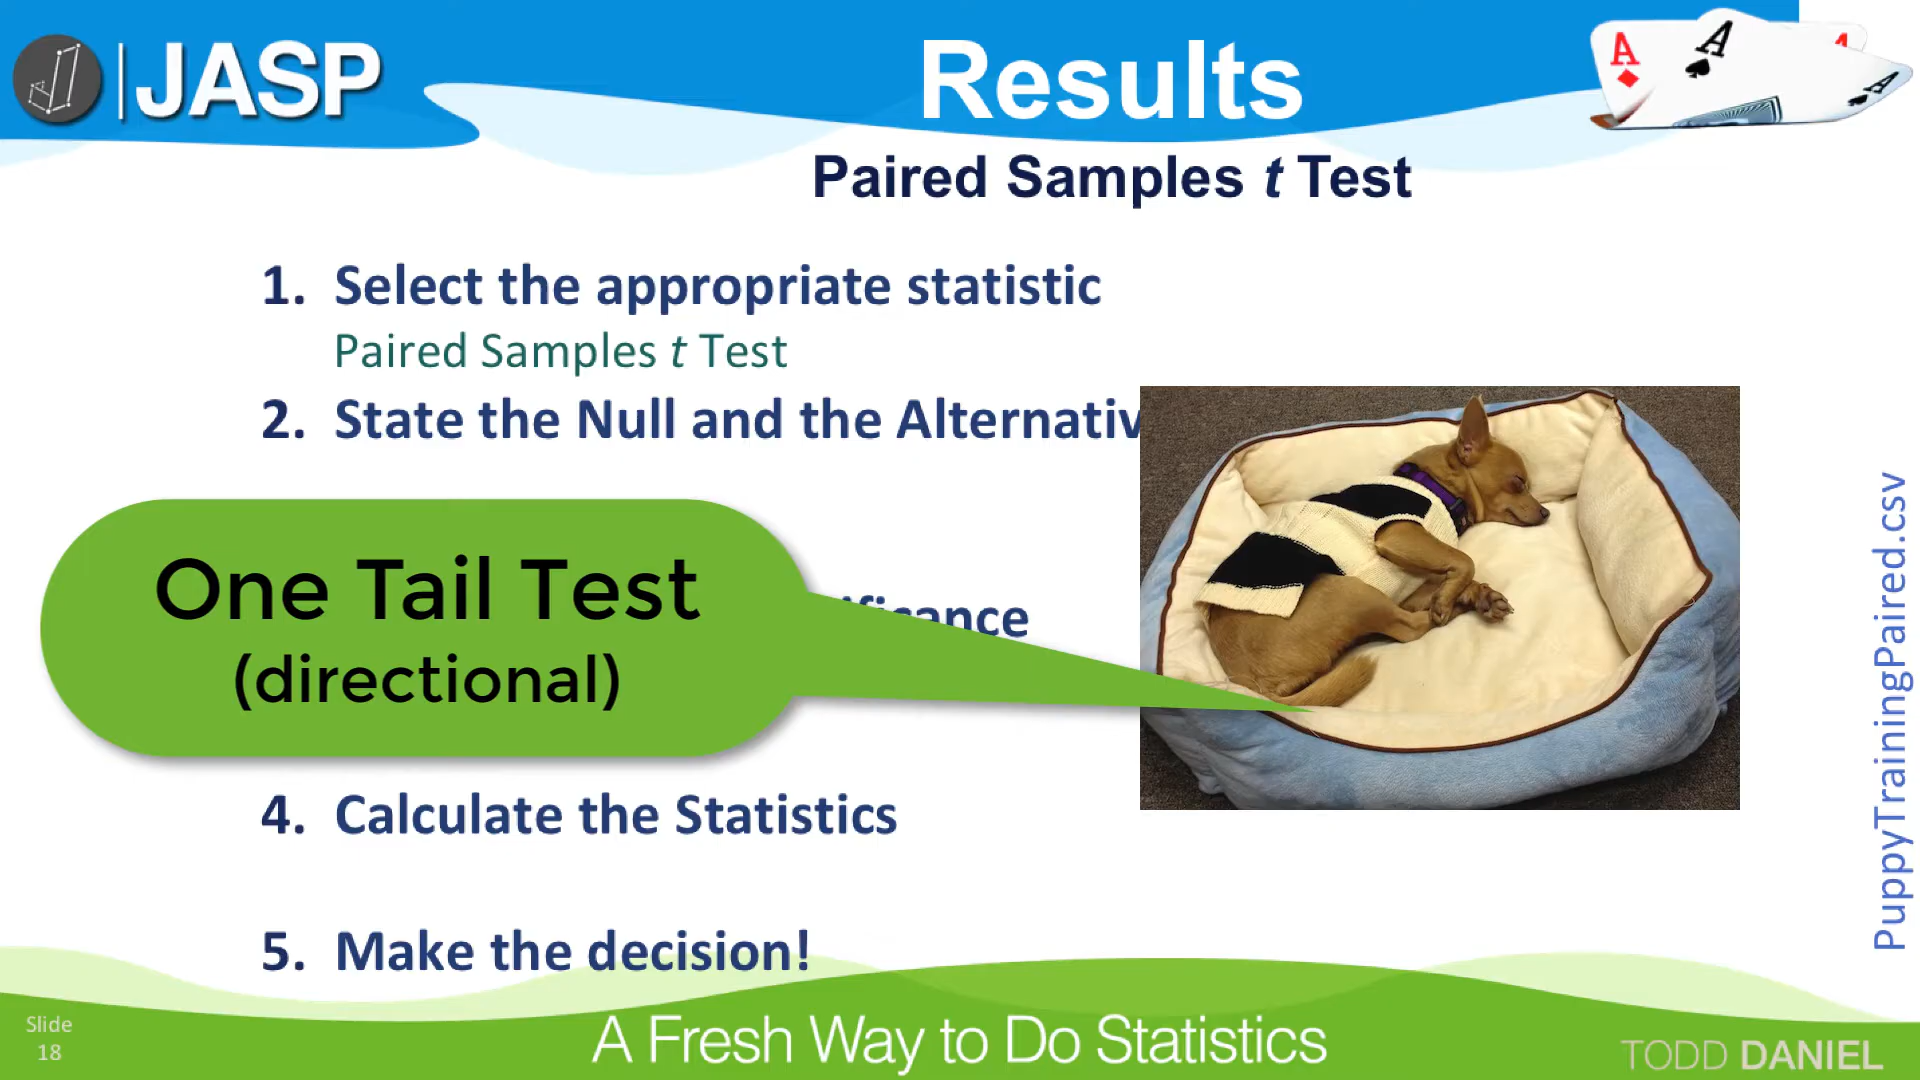 JASP
Results
A
A
A
A
Paired Samples t Test
1. Select the appropriate statistic
Paired Samples t Test
2. State the Null and the Alternativ
One Tail Test
(directional)
4. Calculate the Statistics
5. Make the decision!
PuppyTrainingPaired.csv
Slide
18
A Fresh Way to Do Statistics
TODD DANIEL